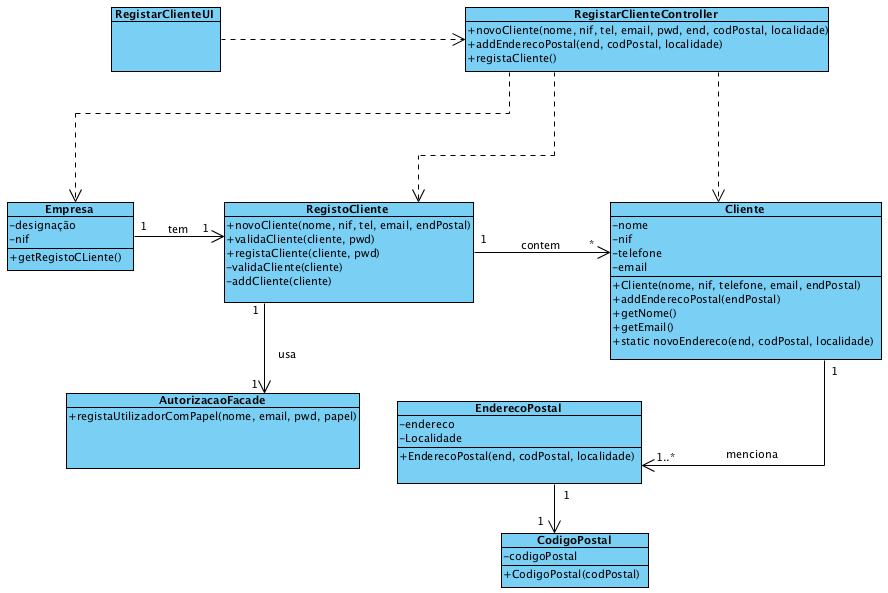 RegistarClienteUI
RegistarClienteController
+novoCliente(nome, nif, tel, email, pwd, end, codPostal, localidade)
+addEnderecoPostal(end, codPostal, localidade)
+registaCliente()
Empresa
-designação
-nif
+getRegistoCLiente()
1
tem
1
RegistoCliente
+novoCliente(nome, nif, tel, email, endPostal)
+validaCliente(cliente, pwd)
+registaCliente(cliente, pwd)
-validaCliente(cliente)
-addCliente(cliente)
1
contem
*
Cliente
-nome
-nif
-telefone
-email
+Cliente(nome, nif, telefone, email, endPostal)
+addEnderecoPostal(endPostal)
+getNome()
+getEmail()
+static novoEndereco(end, codPostal, localidade)
1
usa
1
AutorizacaoFacade
+registaUtilizadorComPapel(nome, email, pwd, papel)
1
menciona
1..*
EnderecoPostal
-endereco
-Localidade
+EnderecoPostal(end, codPostal, localidade)
1
1
CodigoPostal
-codigoPostal
+CodigoPostal(codPostal)